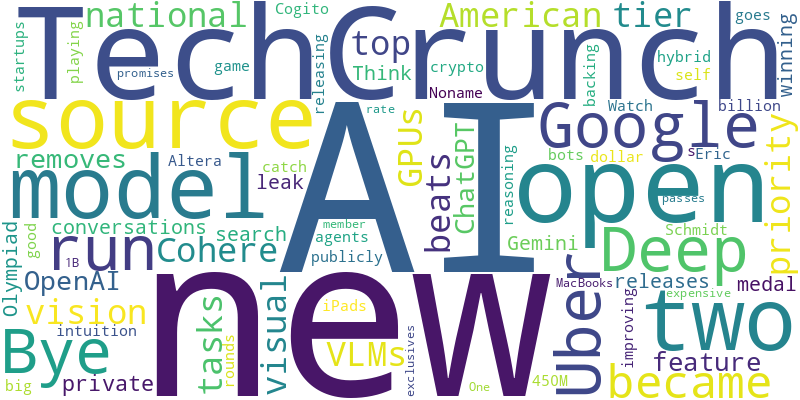 TechCrunch
AI
new
source
open
model
Google
two
Deep
Bye
run
Uber
became
national
American
tier
top
Cogito
startups
playing
promises
game
releasing
Think
crypto
Noname
backing
Watch
hybrid
self
goes
winning
billion
removes
Altera
catch
leak
rate
GPUs
beats
ChatGPT
reasoning
bots
dollar
s
Eric
priority
passes
Olympiad
good
conversations
search
Cohere
1B
member
agents
publicly
Gemini
Schmidt
OpenAI
vision
intuition
tasks
rounds
visual
iPads
VLMs
exclusives
MacBooks
releases
expensive
medal
improving
feature
big
private
One
450M